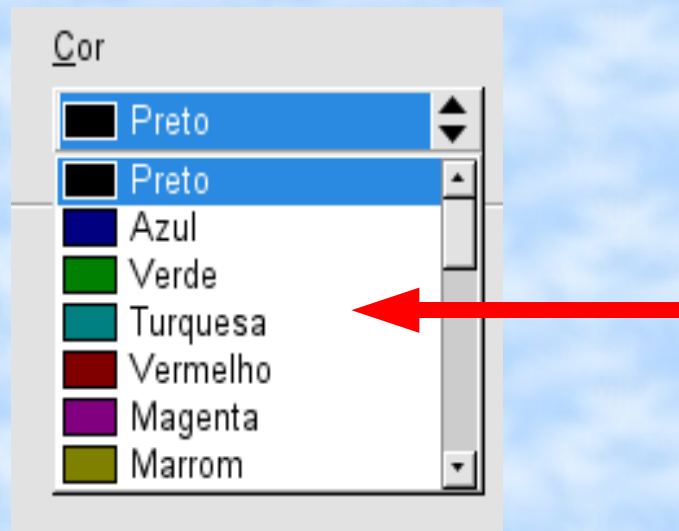 Cor
Preto
Preto
Azul
Verde
Turquesa
Vermelho
Magenta
Marrom